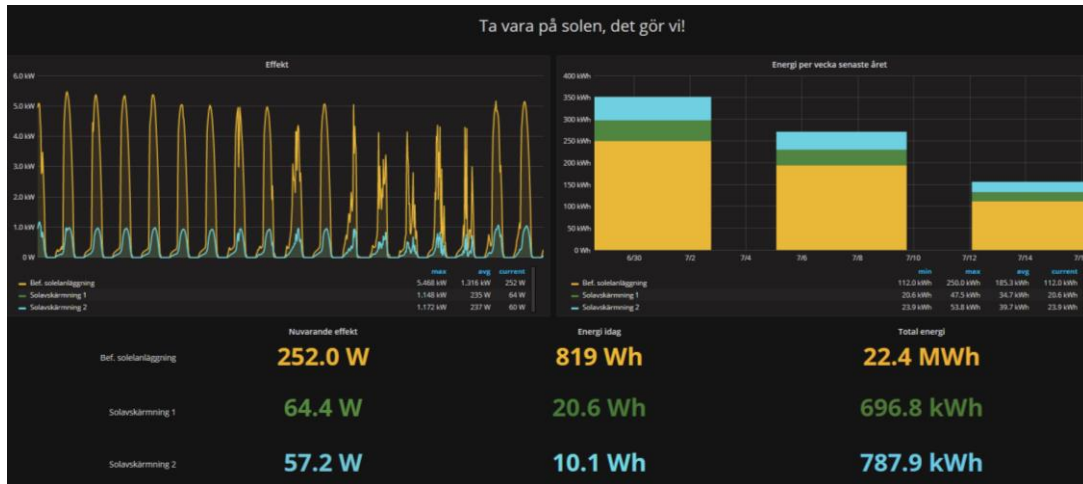 Ta vara på solen, det gör vi!
Effekt
6.0 kW
5.0 kW
4.0 kW
3.0 kW
2.0 kW
1.0 kW
0 W
max avg current
Bef. solelanläggning 5.468 kW 1.316 kW 252 W
Solavskärmning 1 1.148 kW 235 W 64 W
Solavskärmning 2 1.172 kW 237 W 60 W
Energi per vecka senaste året
400 kWh
350 kWh
300 kWh
250 kWh
200 kWh
150 kWh
100 kWh
50 kWh
0 Wh
6/30 7/2 7/4 7/6 7/8 7/10 7/12 7/14
min max avg current
Bef. solelanläggning 112.0 kWh 250.0 kWh 185.3 kWh 112.0 kWh
Solavskärmning 1 20.6 kWh 47.5 kWh 34.7 kWh 20.6 kWh
Solavskärmning 2 23.9 kWh 53.8 kWh 39.7 kWh 23.9 kWh
Nuvarande effekt Energi idag Total energi
Bef. solelanläggning 252.0 W 819 Wh 22.4 MWh
Solavskärmning 1 64.4 W 20.6 Wh 696.8 kWh
Solavskärmning 2 57.2 W 10.1 Wh 787.9 kWh